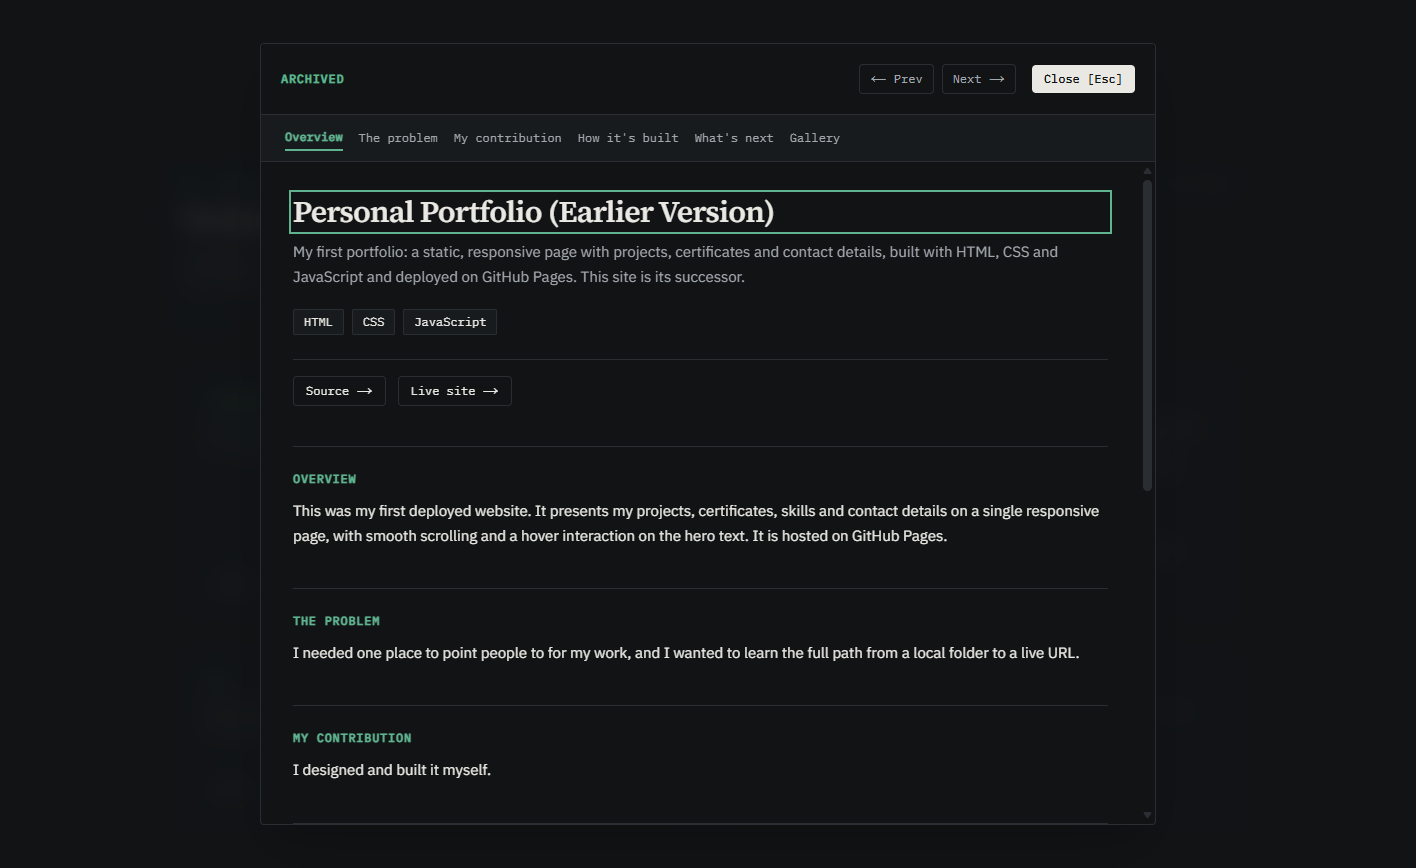 ARCHIVED
← Prev
Next →
Close [Esc]
Overview
The problem
My contribution
How it's built
What's next
Gallery
Personal Portfolio (Earlier Version)
My first portfolio: a static, responsive page with projects, certificates and contact details, built with HTML, CSS and
JavaScript and deployed on GitHub Pages. This site is its successor.
HTML
CSS
JavaScript
Source →
Live site →
OVERVIEW
This was my first deployed website. It presents my projects, certificates, skills and contact details on a single responsive
page, with smooth scrolling and a hover interaction on the hero text. It is hosted on GitHub Pages.
THE PROBLEM
I needed one place to point people to for my work, and I wanted to learn the full path from a local folder to a live URL.
MY CONTRIBUTION
I designed and built it myself.